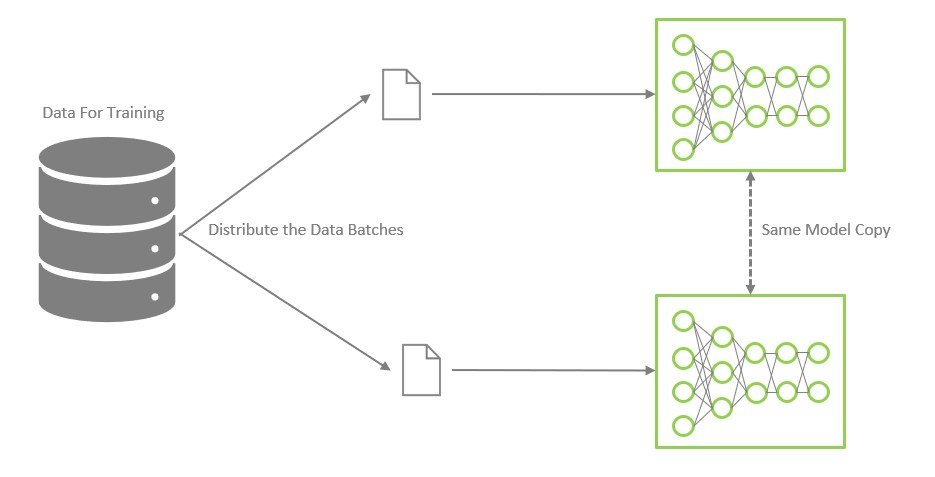 Data For Training
Distribute the Data Batches
Same Model Copy